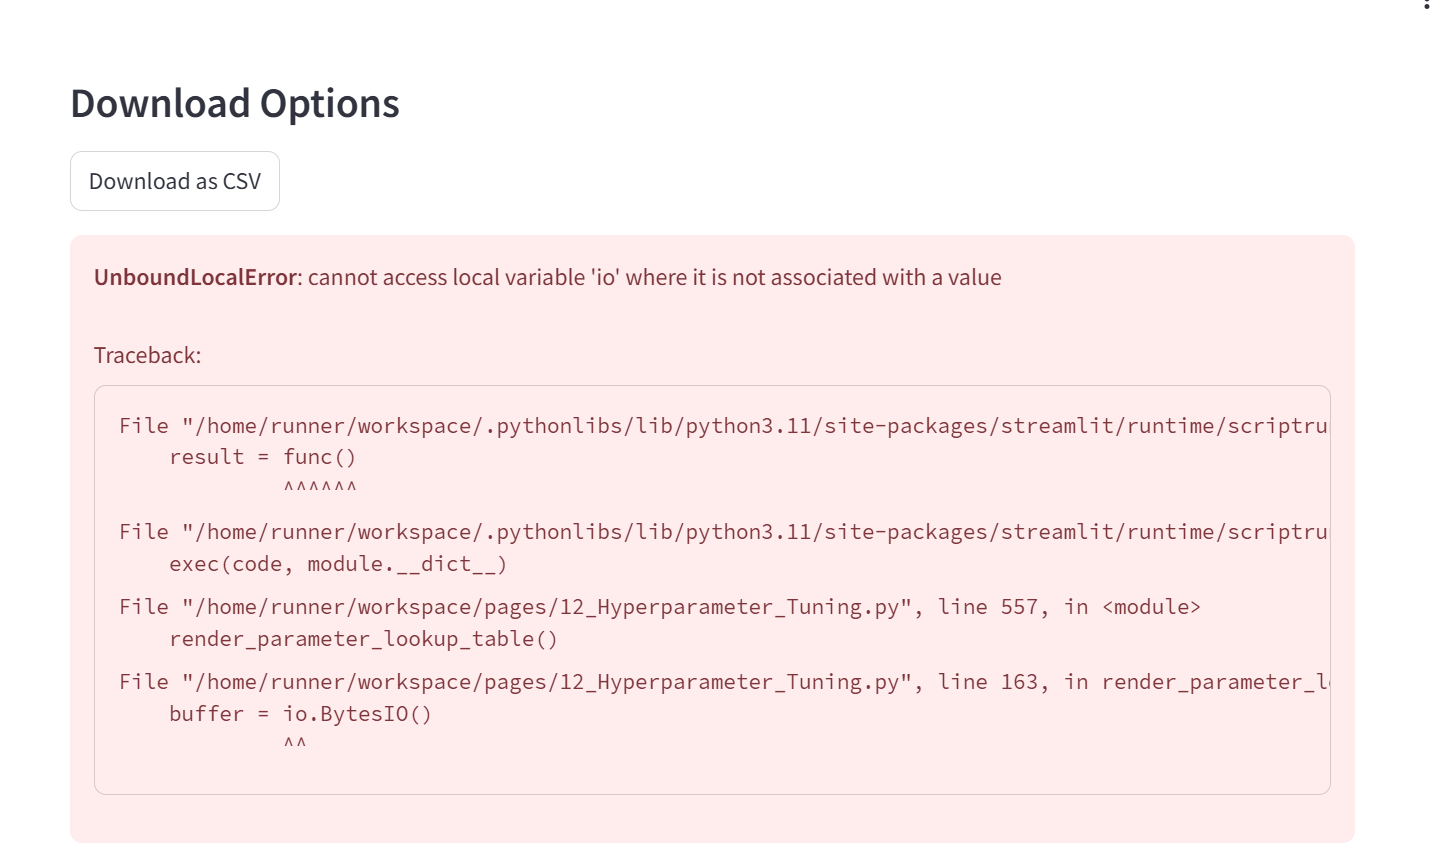 Download Options
Download as CSV
UnboundLocalError: cannot access local variable 'io' where it is not associated with a value
Traceback:
File "/home/runner/workspace/.pythonlibs/lib/python3.11/site-packages/streamlit/runtime/scriptru
    result = func()
             ^^^^^^
File "/home/runner/workspace/.pythonlibs/lib/python3.11/site-packages/streamlit/runtime/scriptru
    exec(code, module.__dict__)
File "/home/runner/workspace/pages/12_Hyperparameter_Tuning.py", line 557, in <module>
    render_parameter_lookup_table()
File "/home/runner/workspace/pages/12_Hyperparameter_Tuning.py", line 163, in render_parameter_l
    buffer = io.BytesIO()
             ^^